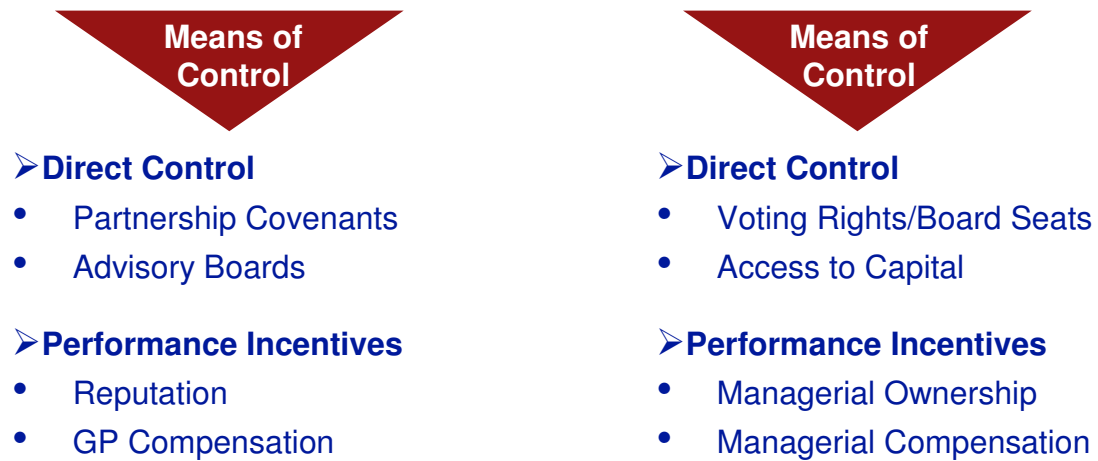 Means of
Control
➢Direct Control
• Partnership Covenants
• Advisory Boards
➢Performance Incentives
• Reputation
• GP Compensation
Means of
Control
➢Direct Control
• Voting Rights/Board Seats
• Access to Capital
➢Performance Incentives
• Managerial Ownership
• Managerial Compensation